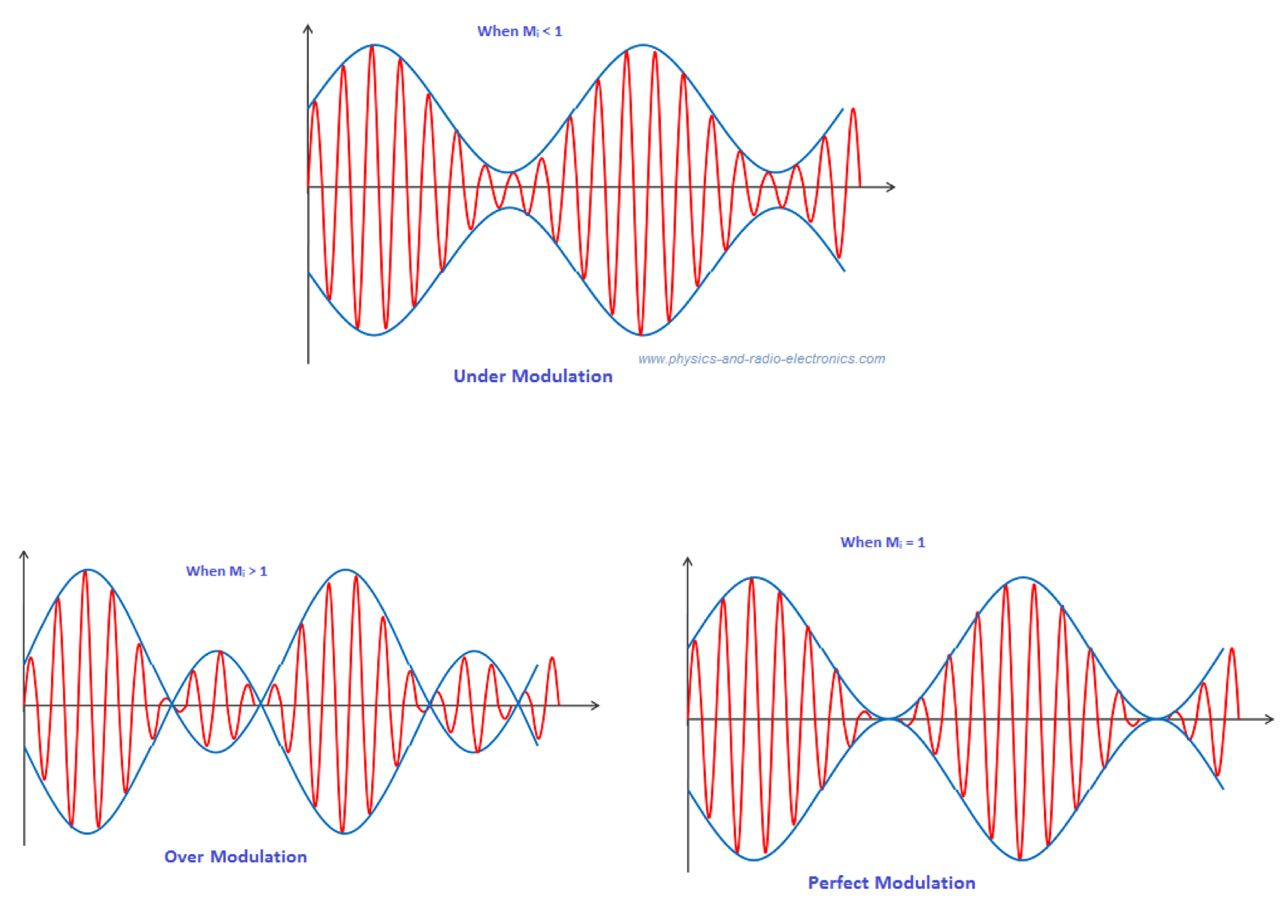 When Mᵢ < 1
www.physics-and-radio-electronics.com
Under Modulation
When Mᵢ = 1
When Mᵢ > 1
Over Modulation
Perfect Modulation